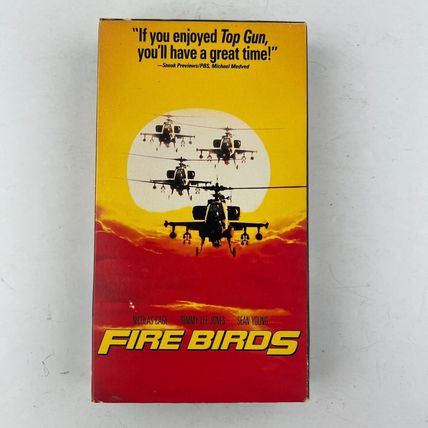 "If you enjoyed Top Gun,
you'll have a great time!"
—Sneak Previews/PBS, Michael Medved
NICOLAS CAGE TOMMY LEE JONES SEAN YOUNG
FIRE BIRDS